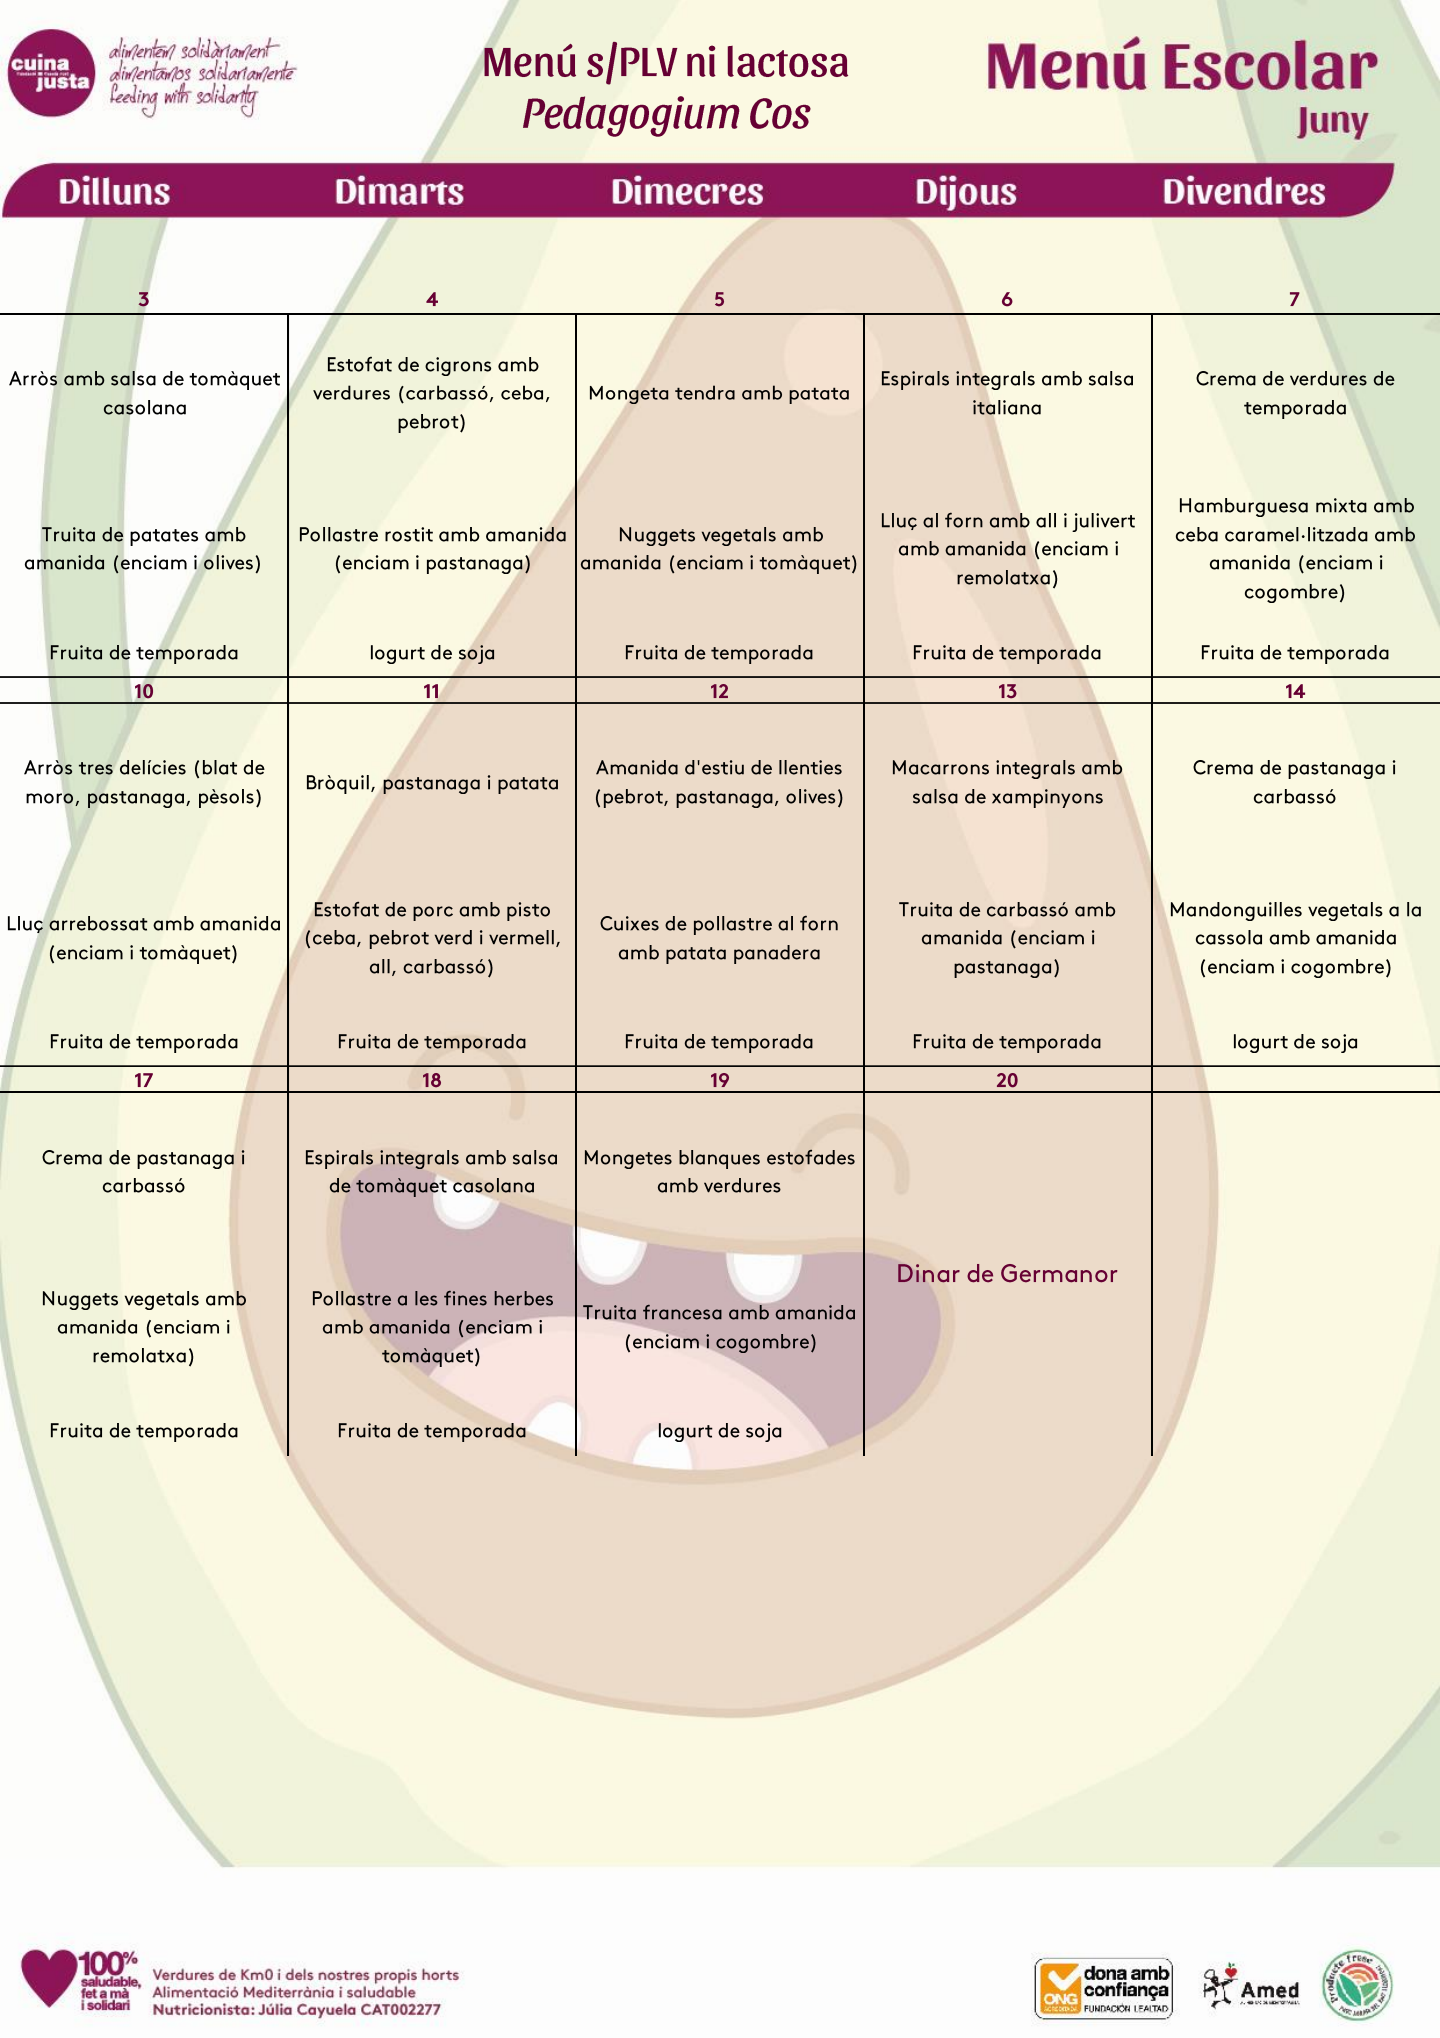 cuina
justa
alimentem solidàriament
alimentamos solidariamente
feeding with solidarity
Menú s/PLV ni lactosa
Pedagogium Cos
Menú Escolar
Juny
Dilluns Dimarts Dimecres Dijous Divendres
3 4 5 6 7
Arròs amb salsa de tomàquet
casolana
Estofat de cigrons amb
verdures (carbassó, ceba,
pebrot)
Mongeta tendra amb patata
Espirals integrals amb salsa
italiana
Crema de verdures de
temporada
Truita de patates amb
amanida (enciam i olives)
Pollastre rostit amb amanida
(enciam i pastanaga)
Nuggets vegetals amb
amanida (enciam i tomàquet)
Lluç al forn amb all i julivert
amb amanida (enciam i
remolatxa)
Hamburguesa mixta amb
ceba caramel·litzada amb
amanida (enciam i
cogombre)
Fruita de temporada
Iogurt de soja
Fruita de temporada
Fruita de temporada
Fruita de temporada
10 11 12 13 14
Arròs tres delícies (blat de
moro, pastanaga, pèsols)
Bròquil, pastanaga i patata
Amanida d'estiu de llenties
(pebrot, pastanaga, olives)
Macarrons integrals amb
salsa de xampinyons
Crema de pastanaga i
carbassó
Lluç arrebossat amb amanida
(enciam i tomàquet)
Estofat de porc amb pisto
(ceba, pebrot verd i vermell,
all, carbassó)
Cuixes de pollastre al forn
amb patata panadera
Truita de carbassó amb
amanida (enciam i
pastanaga)
Mandonguilles vegetals a la
cassola amb amanida
(enciam i cogombre)
Fruita de temporada
Fruita de temporada
Fruita de temporada
Fruita de temporada
Iogurt de soja
17 18 19 20
Crema de pastanaga i
carbassó
Espirals integrals amb salsa
de tomàquet casolana
Mongetes blanques estofades
amb verdures
Dinar de Germanor
Nuggets vegetals amb
amanida (enciam i
remolatxa)
Pollastre a les fines herbes
amb amanida (enciam i
tomàquet)
Truita francesa amb amanida
(enciam i cogombre)
Fruita de temporada
Fruita de temporada
Iogurt de soja
100%
saludable,
fet a mà
i solidari
Verdures de Km0 i dels nostres propis horts
Alimentació Mediterrània i saludable
Nutricionista: Júlia Cayuela CAT002277
dona amb
confiança
ONG
ACREDITADA
FUNDACIÓN LEALTAD
Amed
Producte fresc